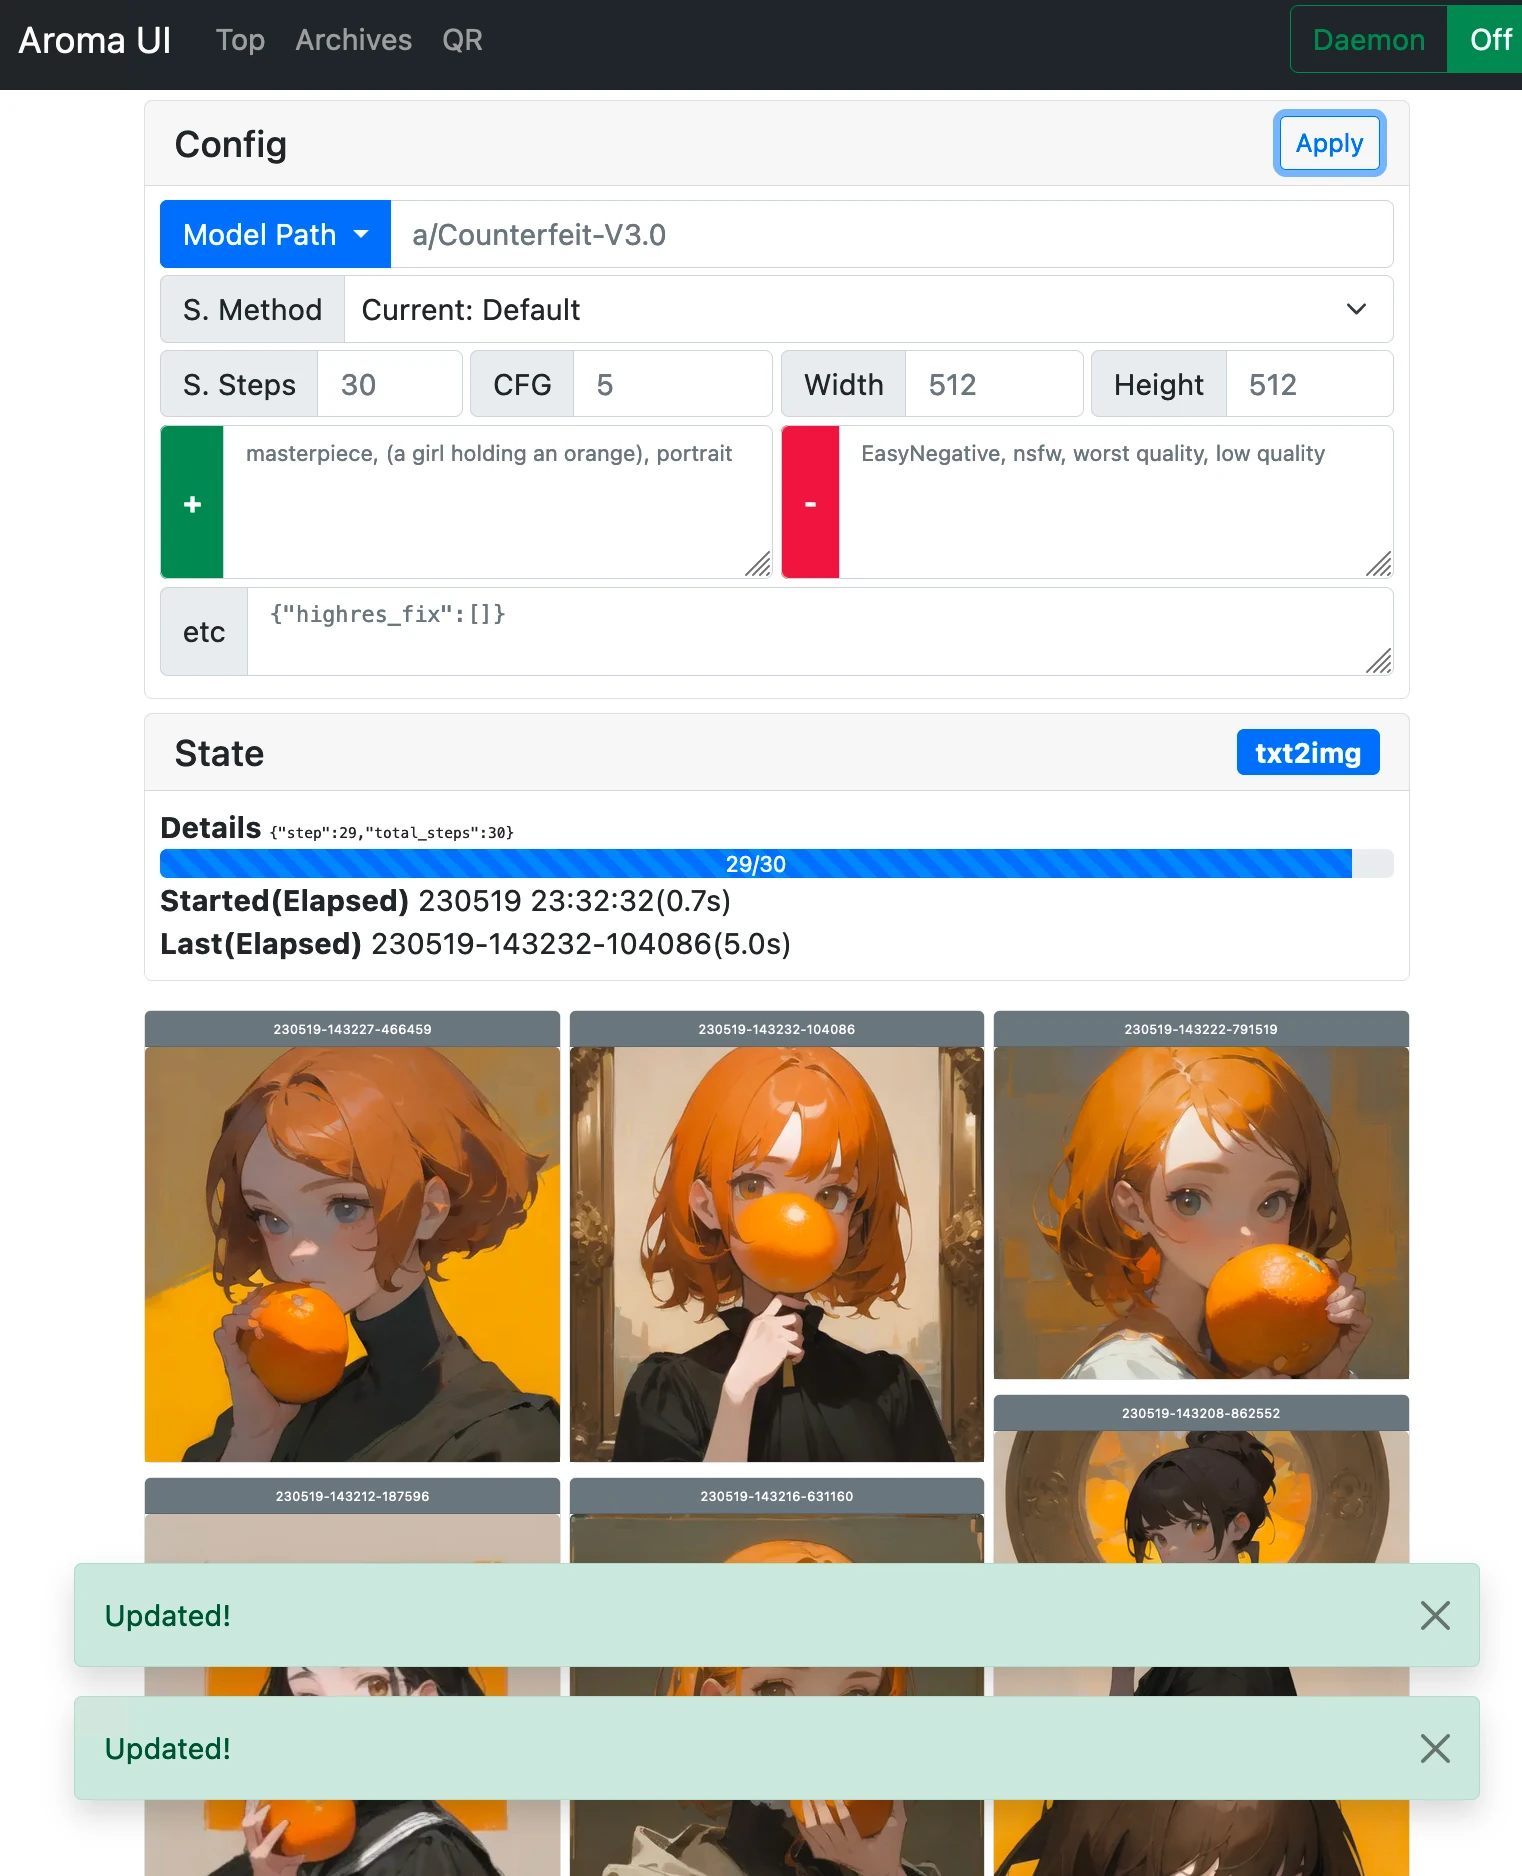 Aroma UI Top Archives QR Daemon Off
Config Apply
Model Path a/Counterfeit-V3.0
S. Method Current: Default
S. Steps 30 CFG 5 Width 512 Height 512
+ masterpiece, (a girl holding an orange), portrait - EasyNegative, nsfw, worst quality, low quality
etc {"highres_fix":[]}
State txt2img
Details {"step":29,"total_steps":30}
29/30
Started(Elapsed) 230519 23:32:32(0.7s)
Last(Elapsed) 230519-143232-104086(5.0s)
230519-143227-466459 230519-143232-104086 230519-143222-791519
230519-143208-862552
230519-143212-187596 230519-143216-631160
Updated!
Updated!